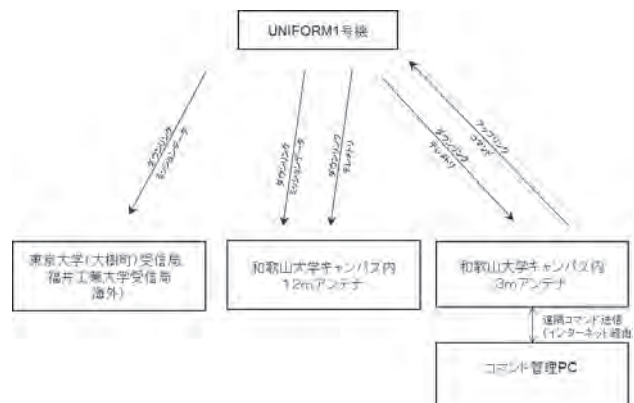 UNIFORM1号機
ダウンリンク
ミッションデータ
ダウンリンク
ミッションデータ
ダウンリンク
テレメトリ
ダウンリンク
テレメトリ
アップリンク
コマンド
東京大学(大樹町)受信局,
福井工業大学受信局
海外)
和歌山大学キャンパス内
12mアンテナ
和歌山大学キャンパス内
3mアンテナ
遠隔コマンド送信
(インターネット経由)
コマンド管理PC